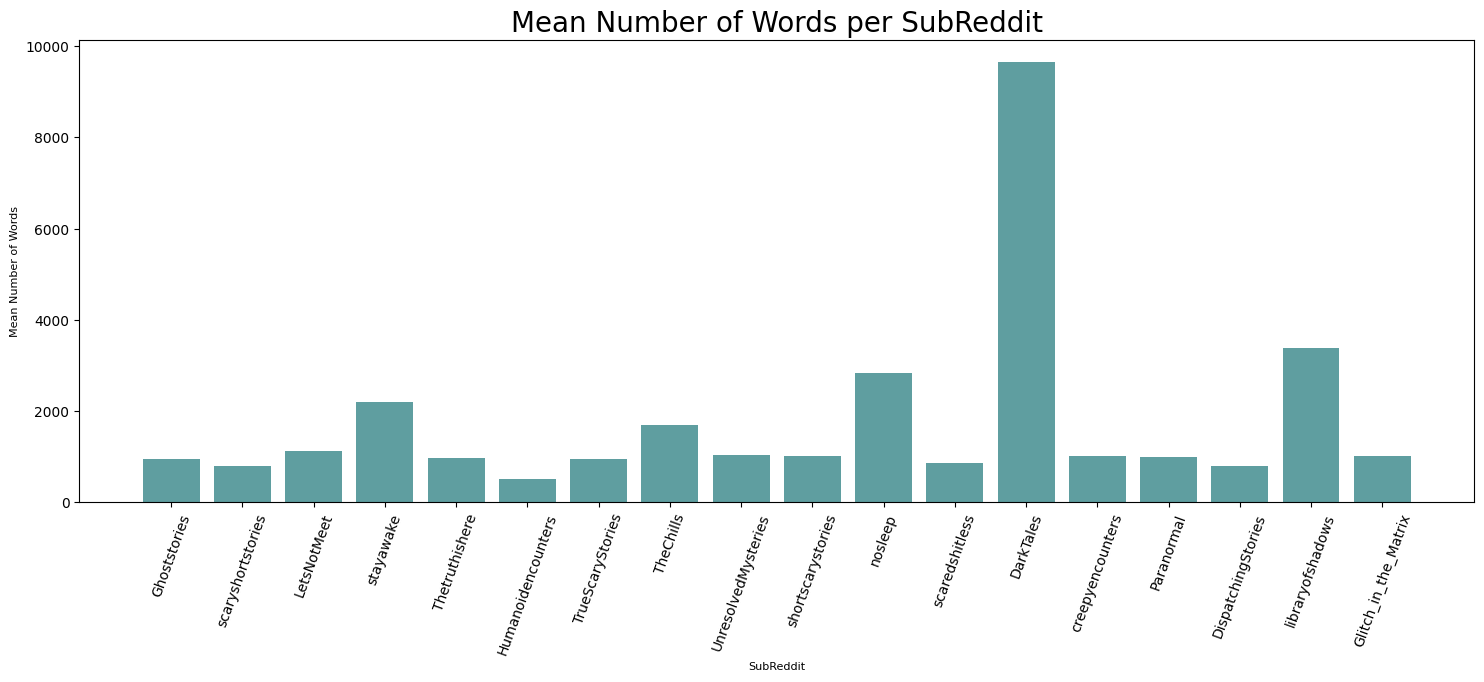 Mean Number of Words per SubReddit
10000
8000
6000
4000
2000
0
Mean Number of Words
Ghoststories
scaryshortstories
LetsNotMeet
stayawake
Thetruthishere
Humanoidencounters
TrueScaryStories
TheChills
UnresolvedMysteries
shortscarystories
nosleep
scaredshitless
DarkTales
creepyencounters
Paranormal
DispatchingStories
libraryofshadows
Glitch_in_the_Matrix
SubReddit